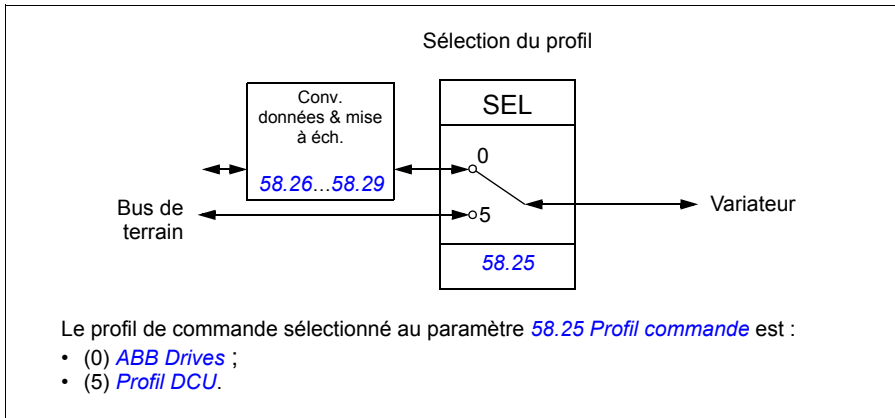 Sélection du profil
Conv.
données & mise
à éch.
58.26...58.29
SEL
0
5
58.25
Bus de
terrain
Variateur
Le profil de commande sélectionné au paramètre 58.25 Profil commande est :
• (0) ABB Drives ;
• (5) Profil DCU.